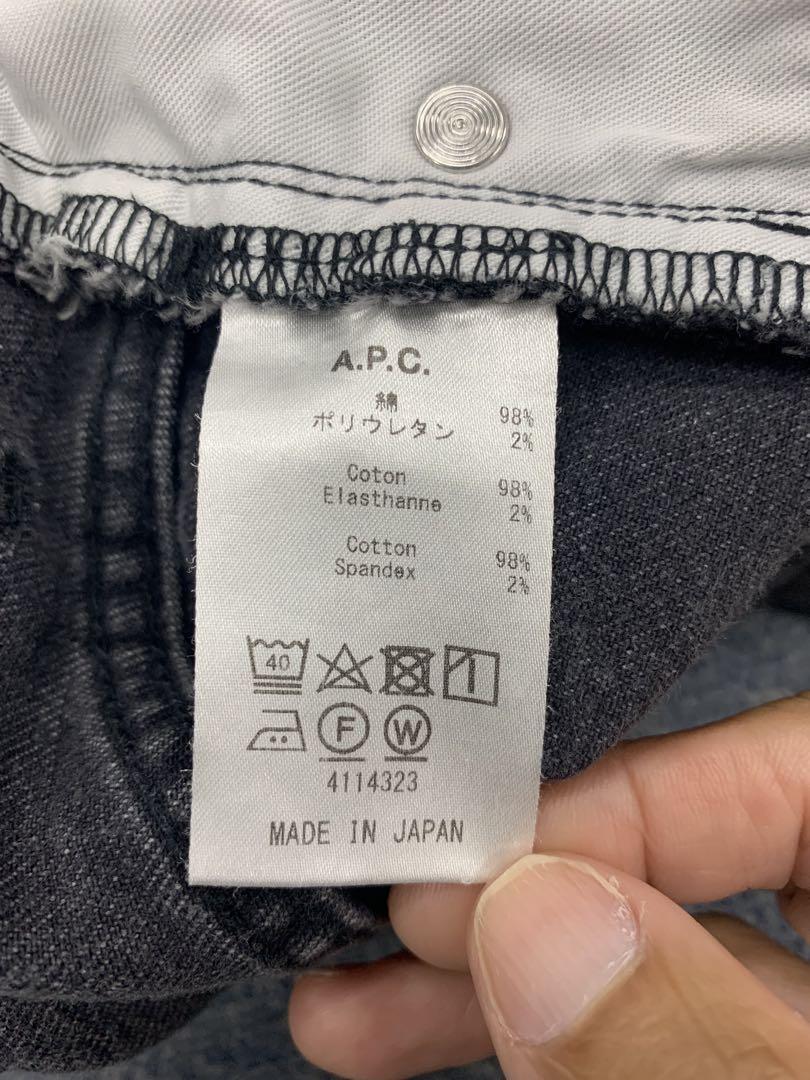 A.P.C.
綿 98%
ポリウレタン 2%
Coton 98%
Elasthanne 2%
Cotton 98%
Spandex 2%
40
F W
4114323
MADE IN JAPAN